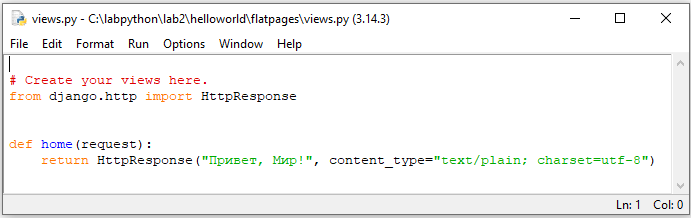 views.py - C:\labpython\lab2\helloworld\flatpages\views.py (3.14.3)
File Edit Format Run Options Window Help
# Create your views here.
from django.http import HttpResponse
def home(request):
    return HttpResponse("Привет, Мир!", content_type="text/plain; charset=utf-8")
Ln: 1 Col: 0